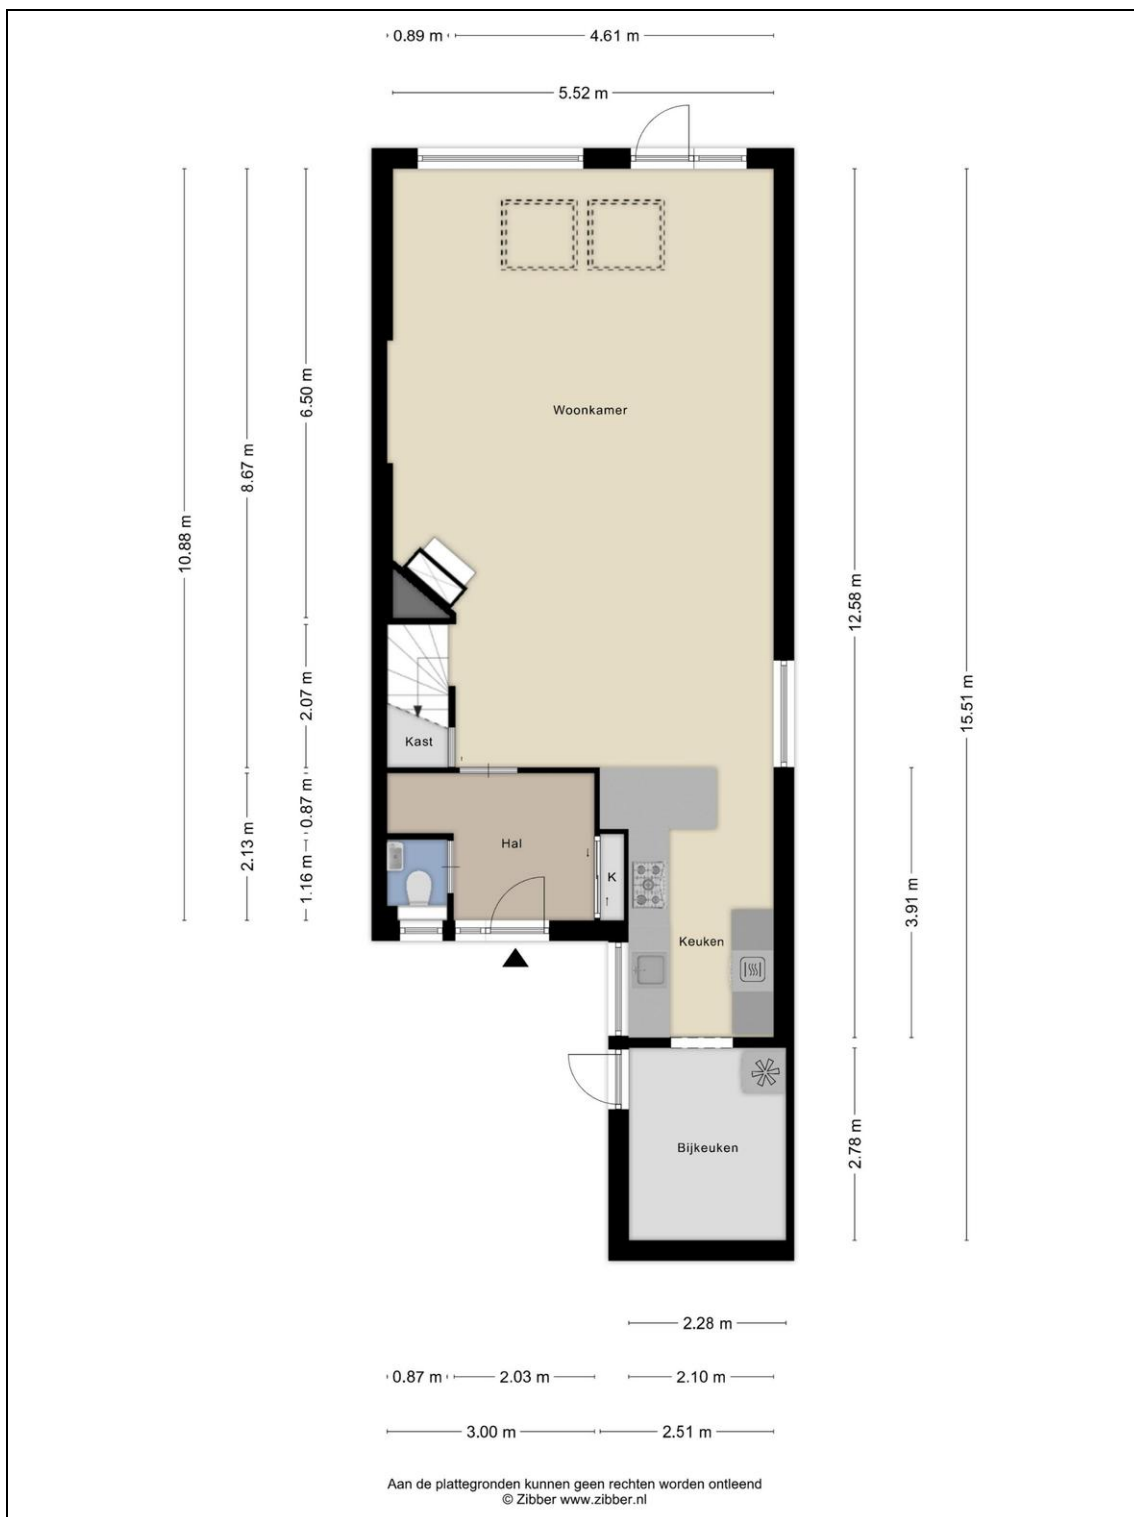 0.89 m 4.61 m
5.52 m
Woonkamer
6.50 m
8.67 m
10.88 m
12.58 m
15.51 m
2.07 m
Kast
0.87 m
Hal
2.13 m
1.16 m
K
3.91 m
Keuken
2.78 m
Bijkeuken
2.28 m
0.87 m 2.03 m 2.10 m
3.00 m 2.51 m
Aan de plattegronden kunnen geen rechten worden ontleend
© Zibber www.zibber.nl